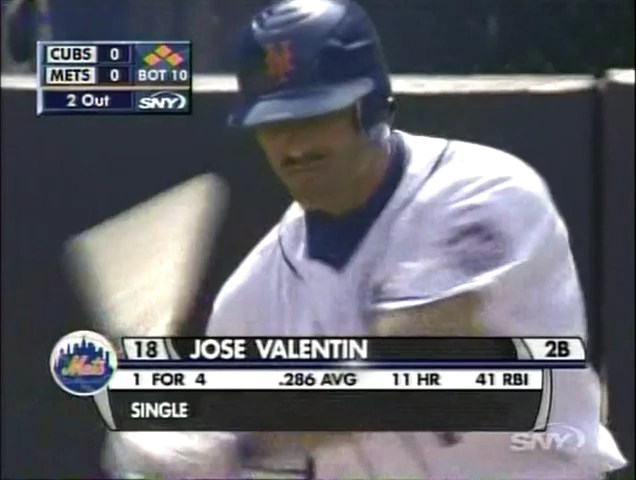 CUBS 0
METS 0 BOT 10
2 Out SNY
Mets 18 JOSE VALENTIN 2B
1 FOR 4 .286 AVG 11 HR 41 RBI
SINGLE
SNY